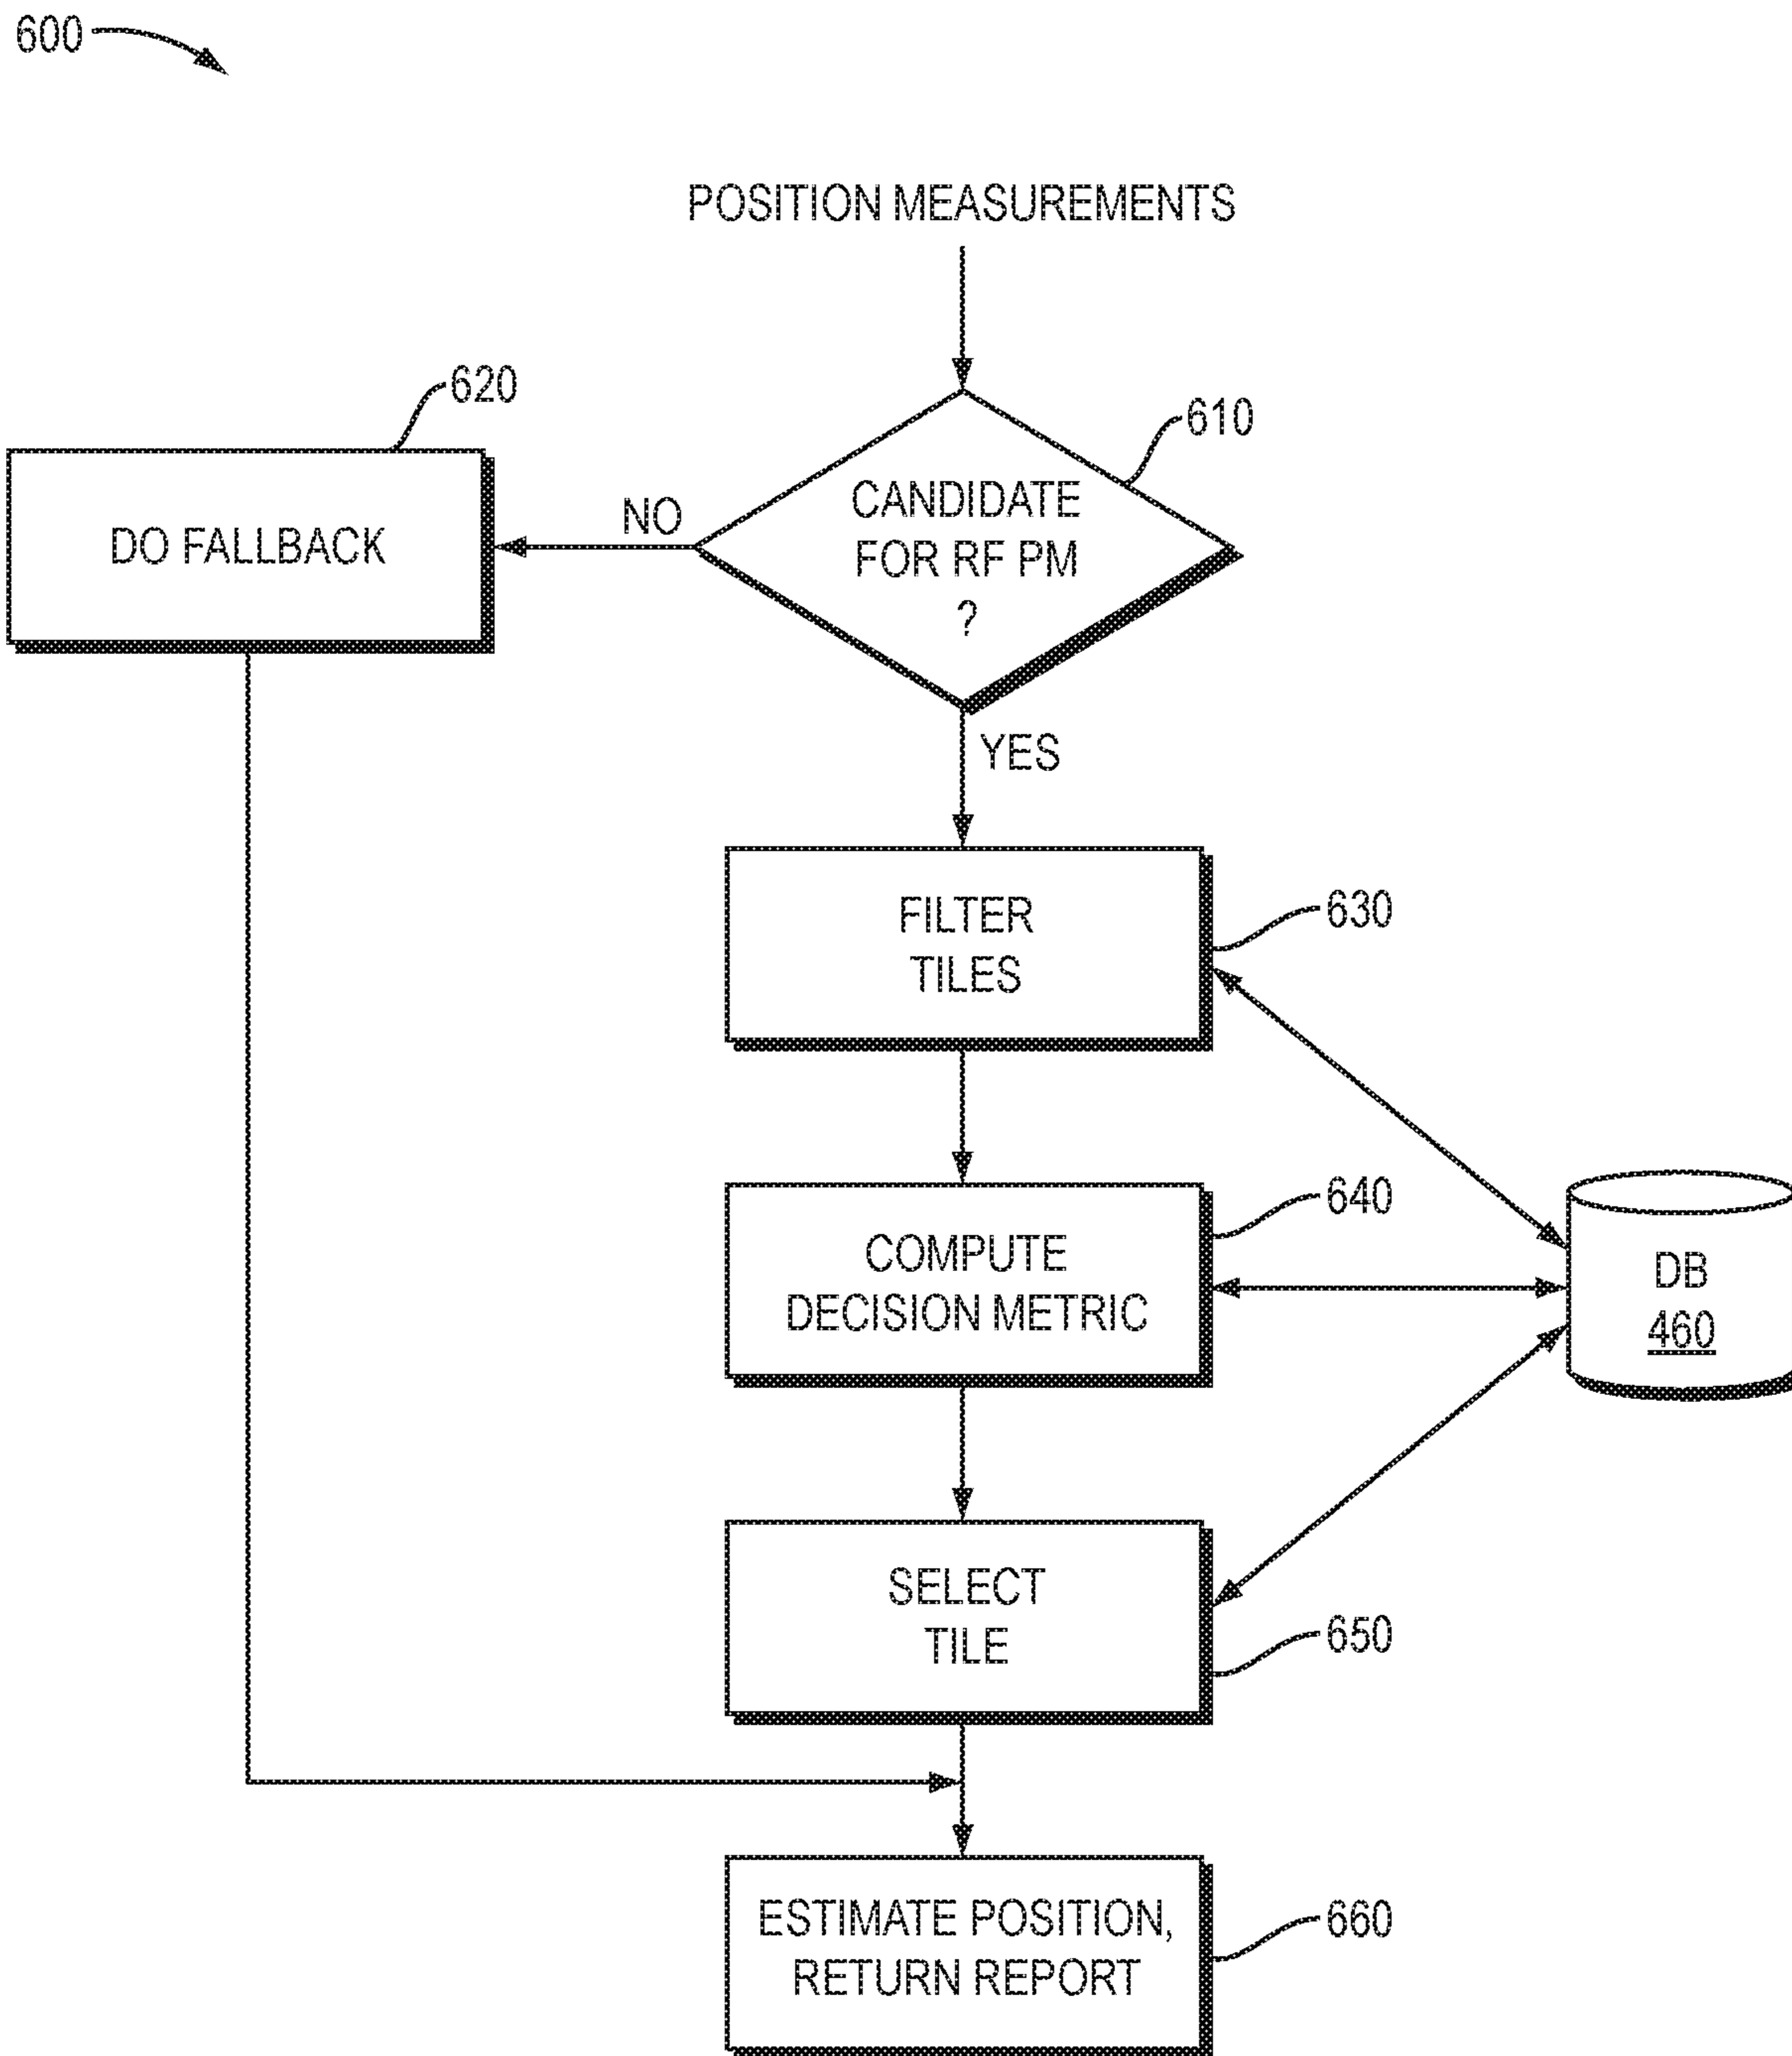 600
POSITION MEASUREMENTS
620
610
CANDIDATE
FOR RF PM
?
NO
DO FALLBACK
YES
FILTER
TILES
630
640
COMPUTE
DECISION METRIC
DB
460
SELECT
TILE
650
ESTIMATE POSITION,
RETURN REPORT
660